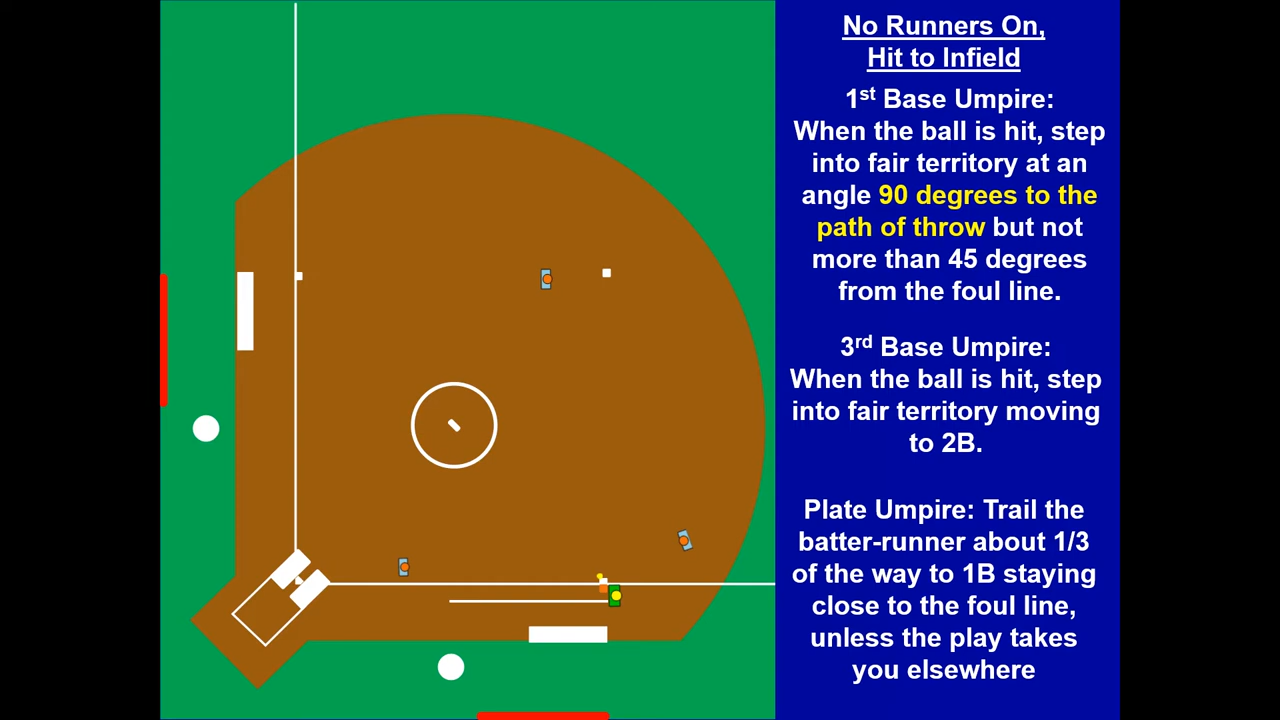 No Runners On,
Hit to Infield
1st Base Umpire:
When the ball is hit, step
into fair territory at an
angle 90 degrees to the
path of throw but not
more than 45 degrees
from the foul line.
3rd Base Umpire:
When the ball is hit, step
into fair territory moving
to 2B.
Plate Umpire: Trail the
batter-runner about 1/3
of the way to 1B staying
close to the foul line,
unless the play takes
you elsewhere